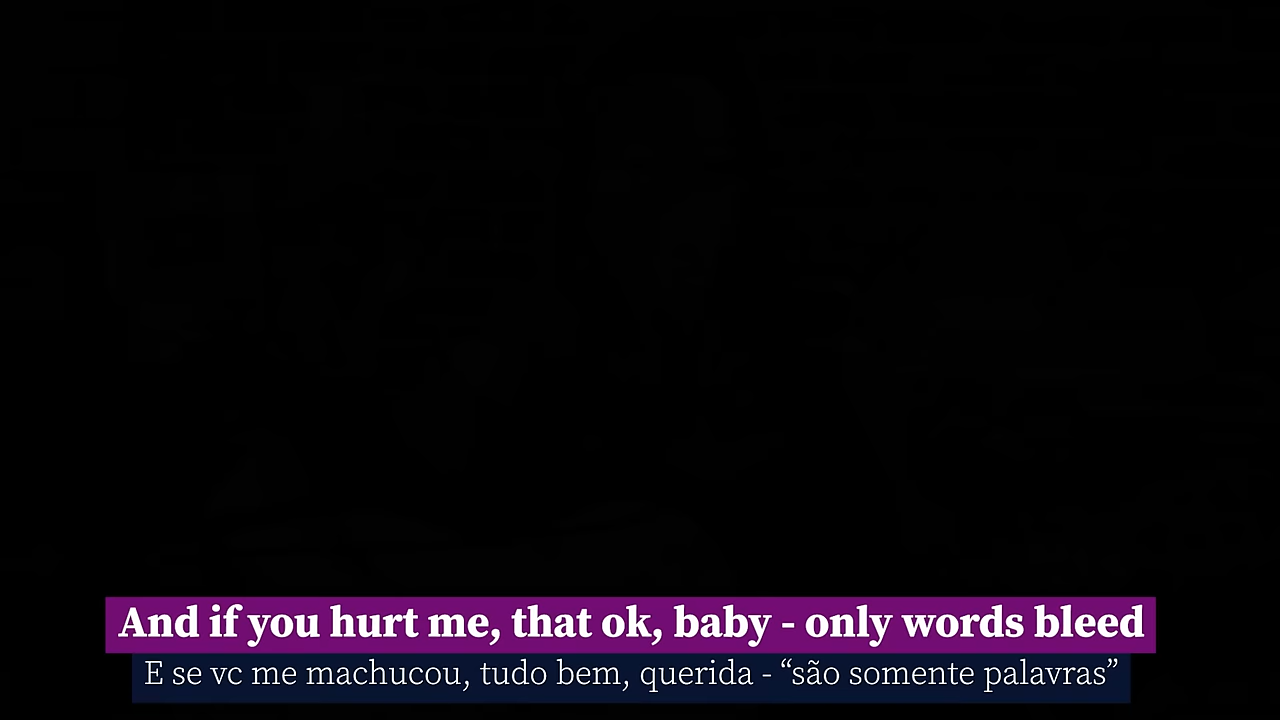 And if you hurt me, that ok, baby - only words bleed
E se vc me machucou, tudo bem, querida - “são somente palavras”